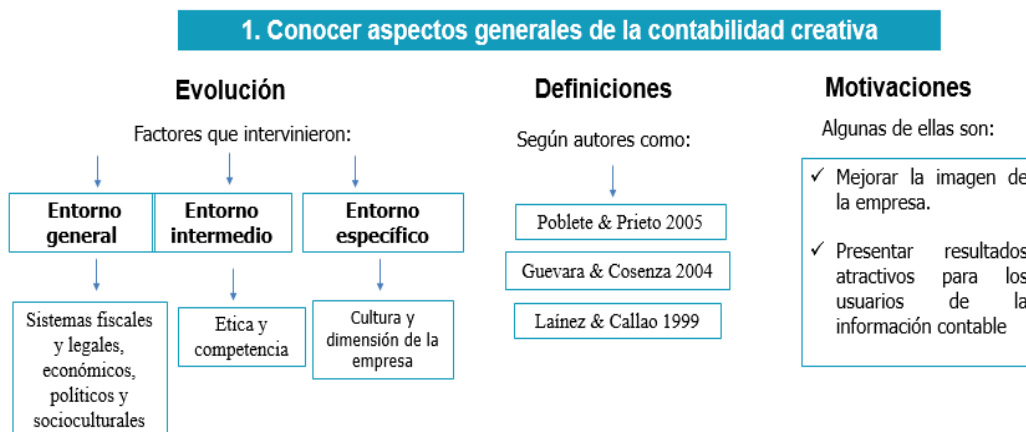 1. Conocer aspectos generales de la contabilidad creativa
Evolución
Factores que intervinieron:
Entorno
general
Entorno
intermedio
Entorno
específico
Sistemas fiscales
y legales,
económicos,
políticos y
socioculturales
Etica y
competencia
Cultura y
dimensión de la
empresa
Definiciones
Según autores como:
Poblete & Prieto 2005
Guevara & Cosenza 2004
Laínez & Callao 1999
Motivaciones
Algunas de ellas son:
✓ Mejorar la imagen de
la empresa.
✓ Presentar resultados
atractivos para los
usuarios de la
información contable